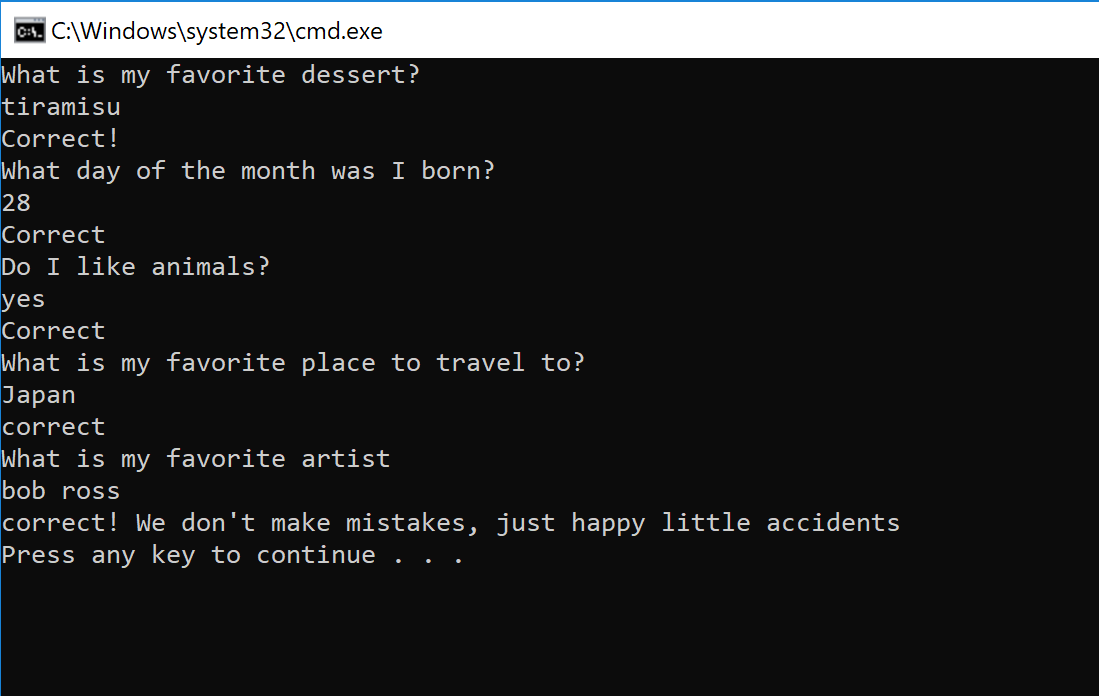 C:\Windows\system32\cmd.exe
What is my favorite dessert?
tiramisu
Correct!
What day of the month was I born?
28
Correct
Do I like animals?
yes
Correct
What is my favorite place to travel to?
Japan
correct
What is my favorite artist
bob ross
correct! We don't make mistakes, just happy little accidents
Press any key to continue . . .